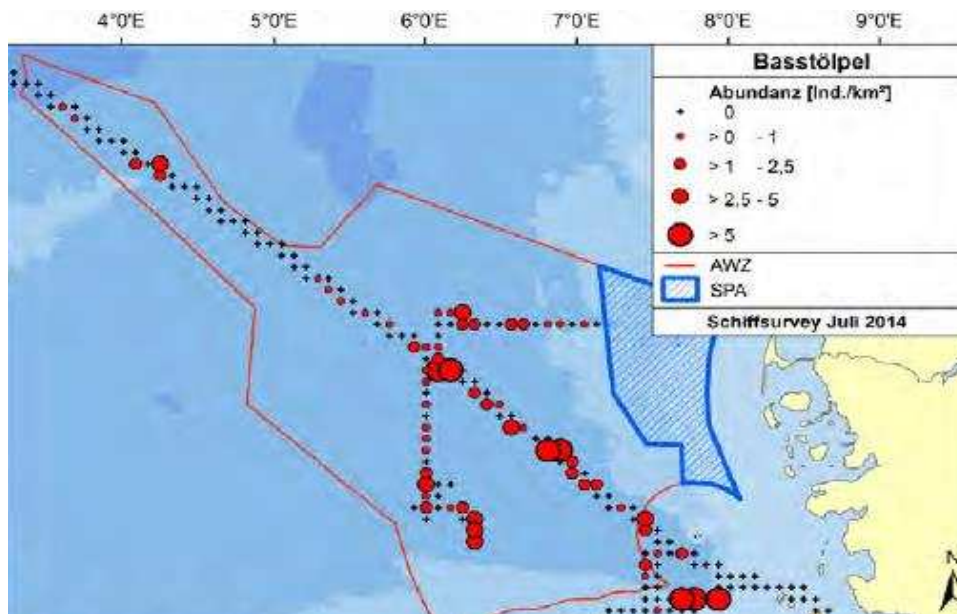 4°0'E 5°0'E 6°0'E 7°0'E 8°0'E 9°0'E
Basstölpel
Abundanz [Ind./km²]
0
> 0 - 1
> 1 - 2,5
> 2,5 - 5
> 5
AWZ
SPA
Schiffsurvey Juli 2014
N